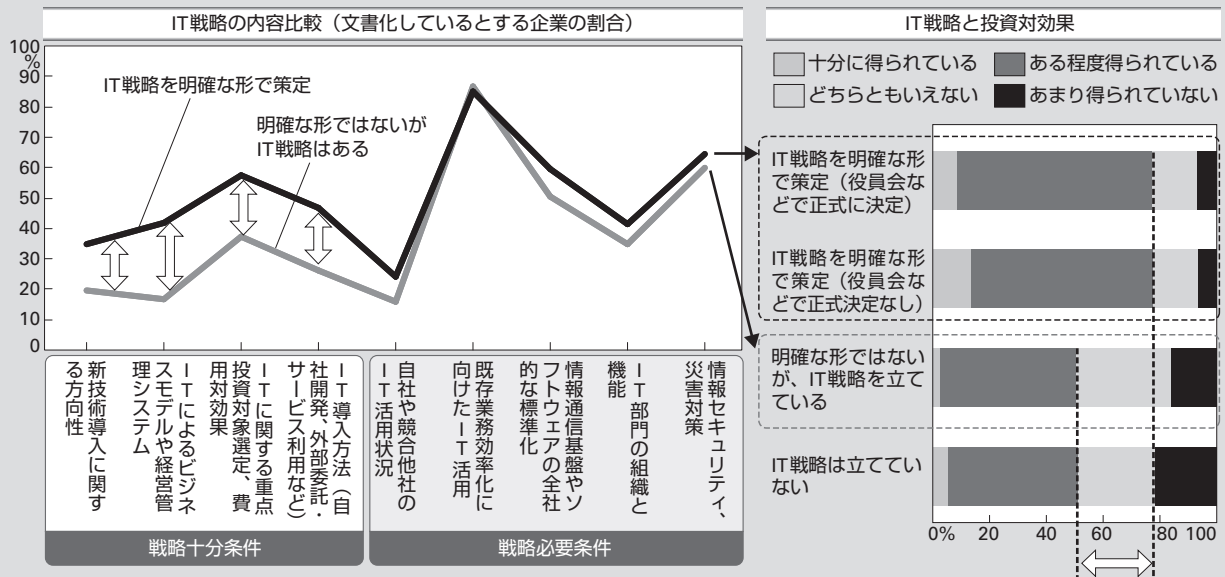 IT戦略の内容比較（文書化しているとする企業の割合）
100
%
90
80
70
60
50
40
30
20
10
0
IT戦略を明確な形で策定
明確な形ではないが
IT戦略はある
新技術導入に関す
る方向性
ITによるビジネ
スモデルや経営管
理システム
ITに関する重点
投資対象選定、費
用対効果
IT導入方法（自
社開発、外部委託・
サービス利用など）
自社や競合他社の
IT活用状況
既存業務効率化に
向けたIT活用
情報通信基盤やソ
フトウェアの全社
的な標準化
IT部門の組織と
機能
情報セキュリティ、
災害対策
戦略十分条件
戦略必要条件
IT戦略と投資対効果
十分に得られている
ある程度得られている
どちらともいえない
あまり得られていない
IT戦略を明確な形
で策定（役員会な
どで正式に決定）
IT戦略を明確な形
で策定（役員会な
どで正式決定なし）
明確な形ではない
が、IT戦略を立て
ている
IT戦略は立ててい
ない
0% 20 40 60 80 100